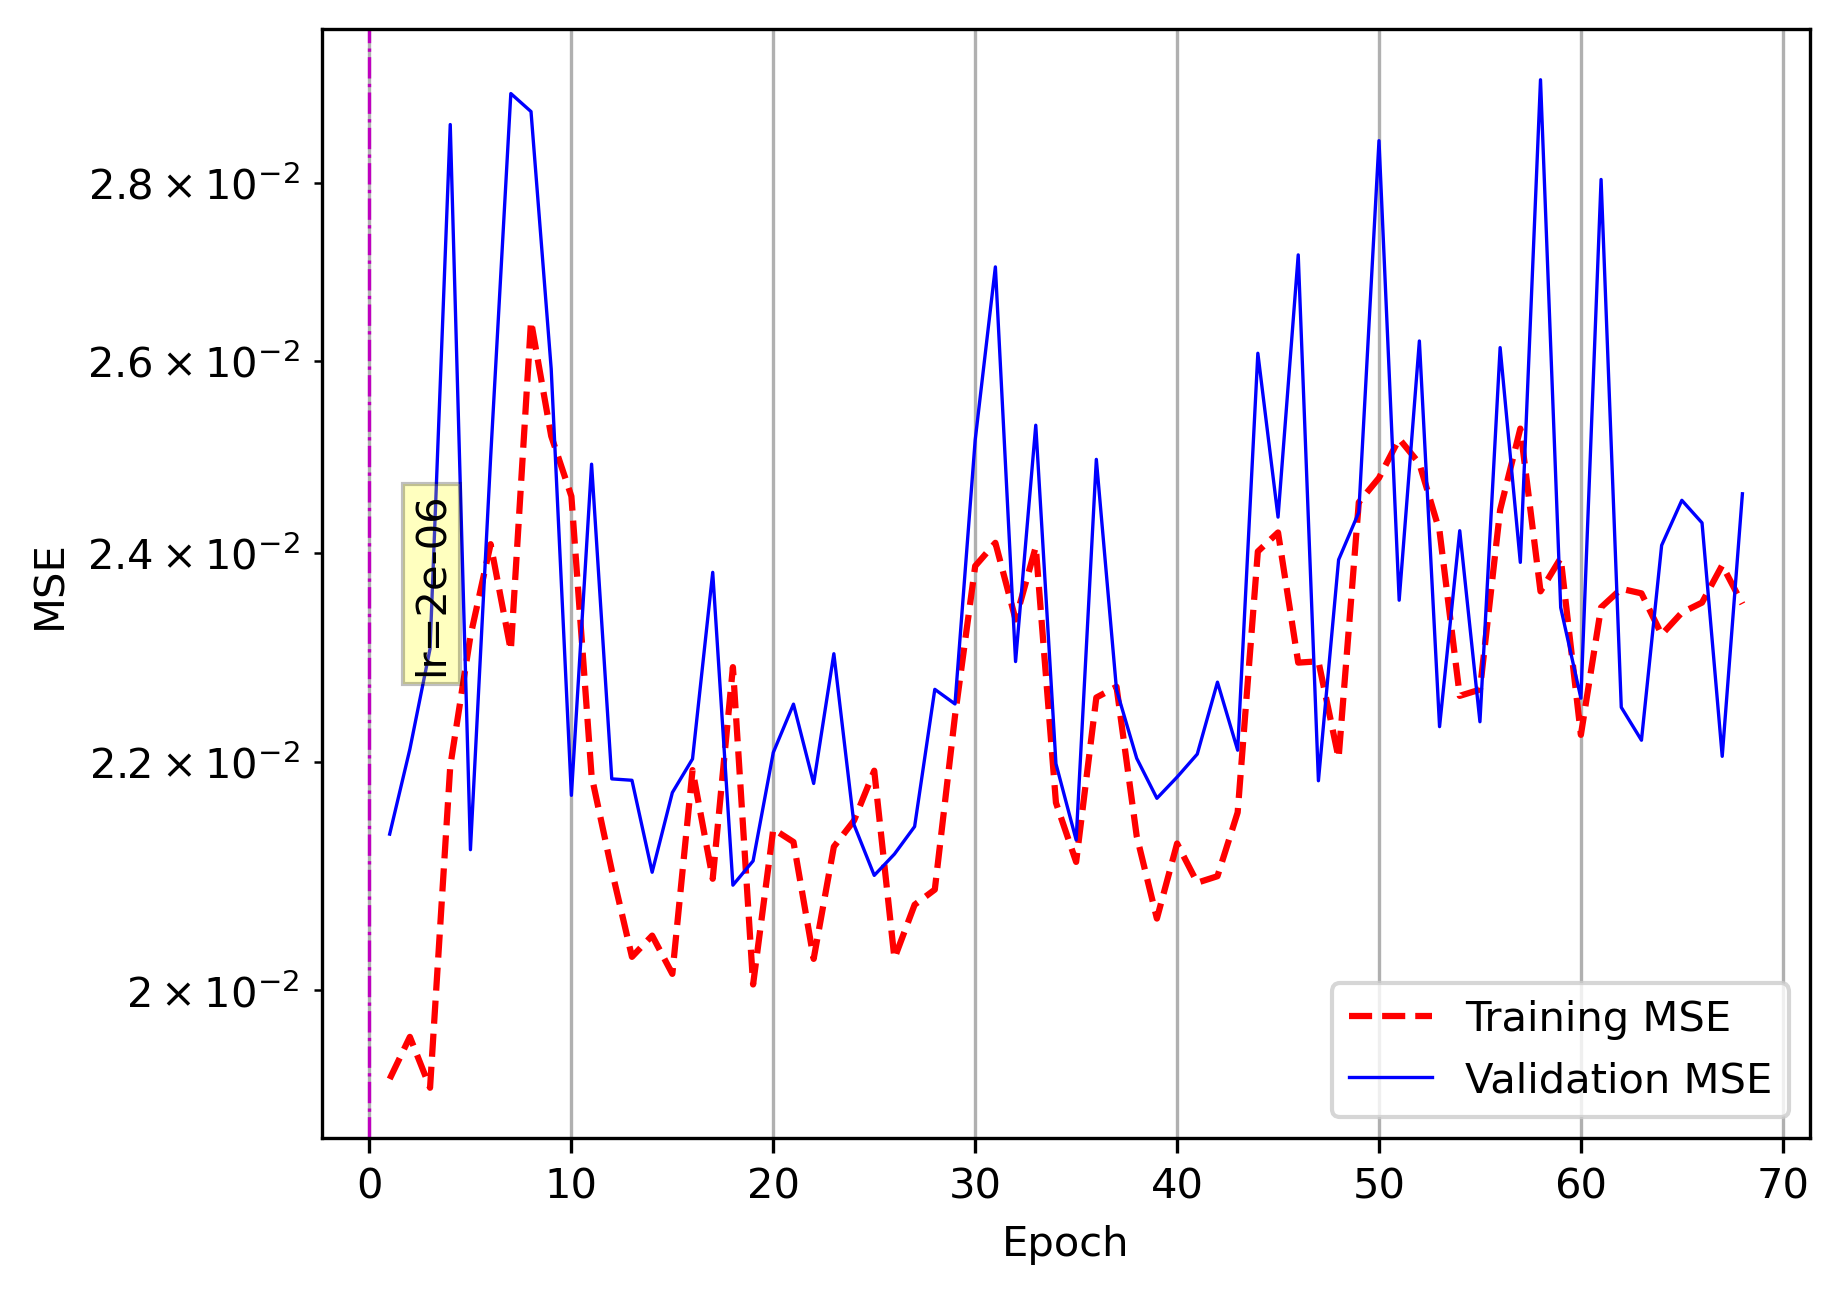 MSE
2.8 × 10⁻²
2.6 × 10⁻²
2.4 × 10⁻²
2.2 × 10⁻²
2 × 10⁻²
lr=2e-06
Training MSE
Validation MSE
0 10 20 30 40 50 60 70
Epoch